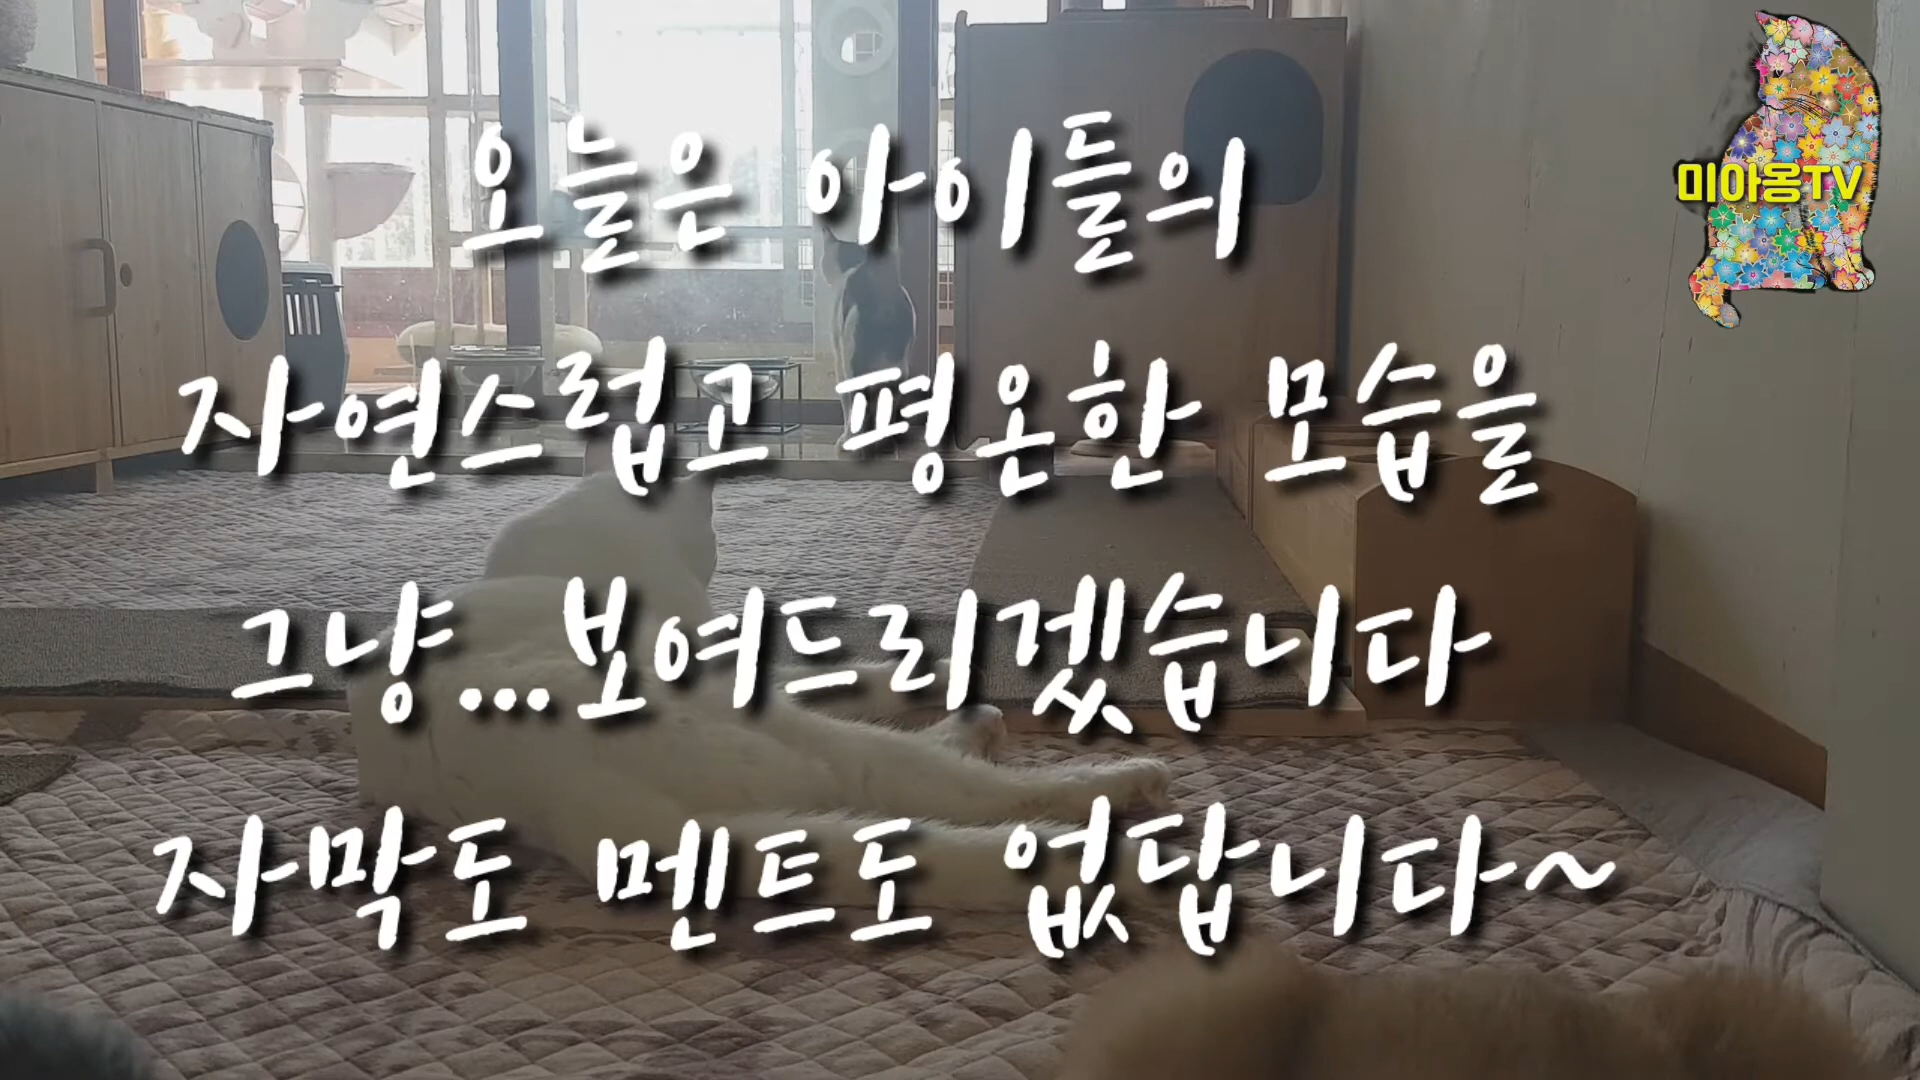 오늘은 아이들의
자연스럽고 평온한 모습을
그냥...보여드리겠습니다
자막도 멘트도 없답니다~
미아옹TV